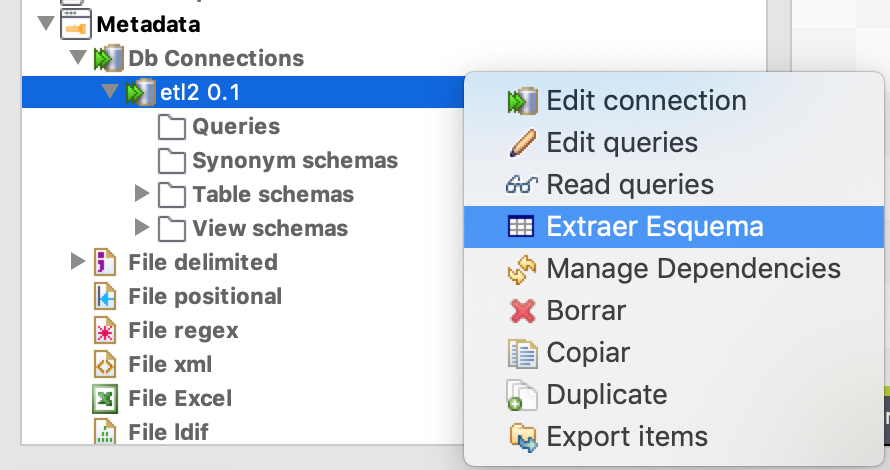 Metadata
Db Connections
etl2 0.1
Queries
Synonym schemas
Table schemas
View schemas
File delimited
File positional
File regex
File xml
File Excel
File ldif
Edit connection
Edit queries
Read queries
Extraer Esquema
Manage Dependencies
Borrar
Copiar
Duplicate
Export items